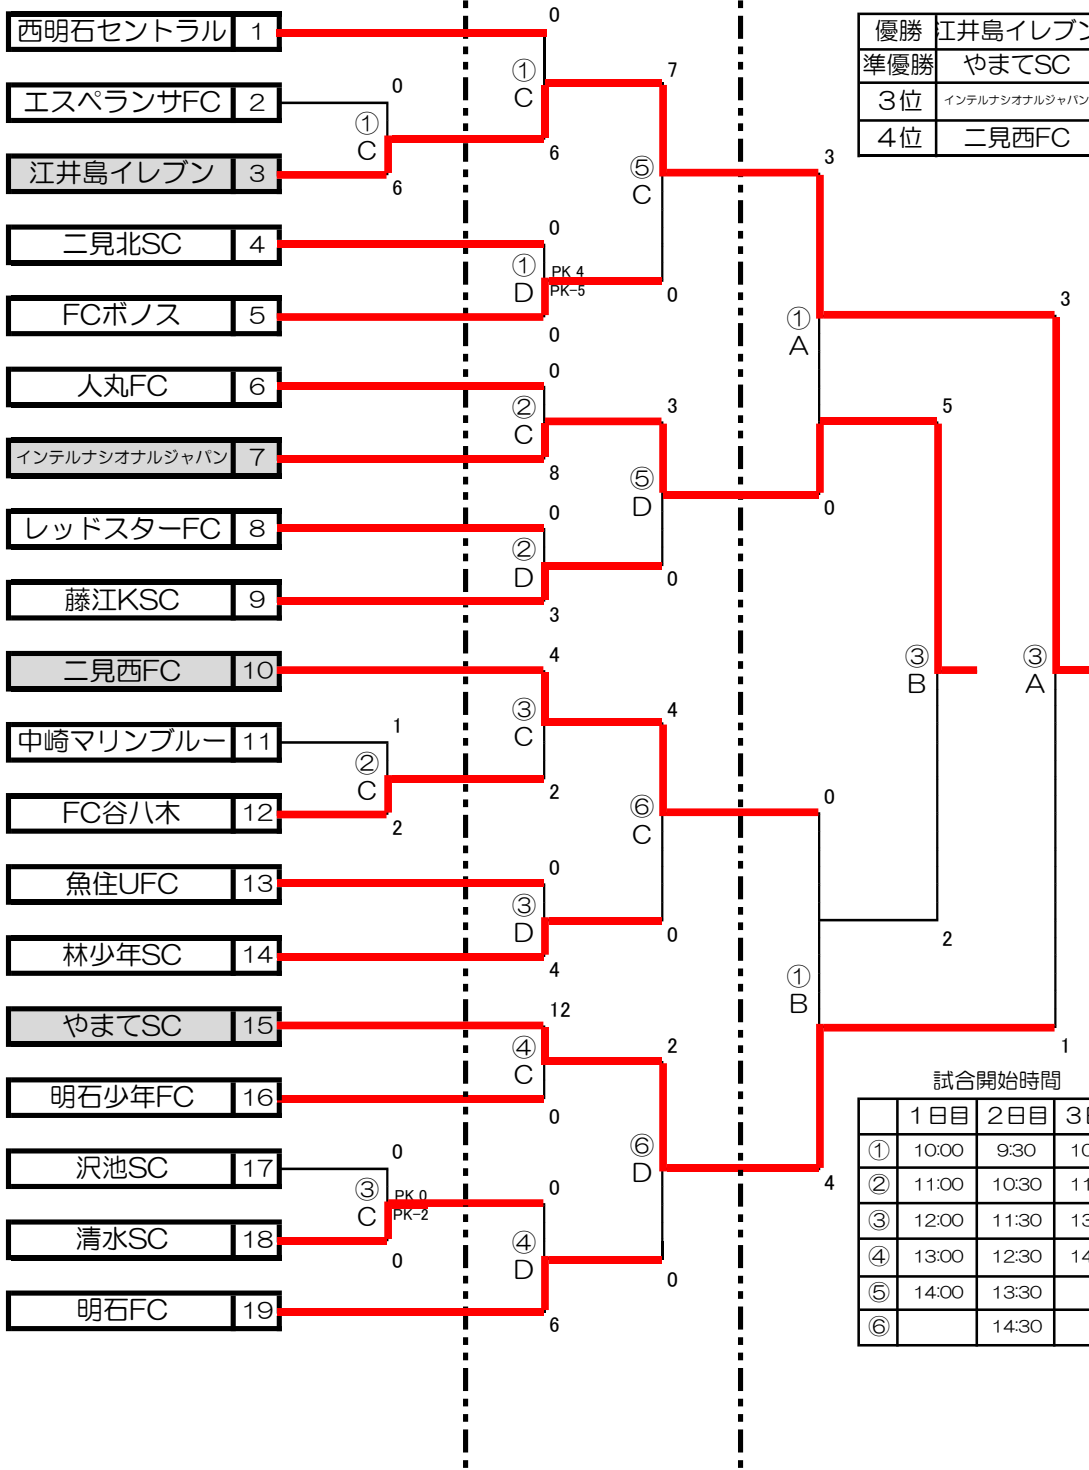 西明石セントラル 1
エスペランサFC 2
江井島イレブン 3
二見北SC 4
FCボノス 5
人丸FC 6
インテルナシオナルジャパン 7
レッドスターFC 8
藤江KSC 9
二見西FC 10
中崎マリンブルー 11
FC谷八木 12
魚住UFC 13
林少年SC 14
やまてSC 15
明石少年FC 16
沢池SC 17
清水SC 18
明石FC 19
0
① C
6
1
② C
2
0
③ C
PK 0
PK-2
0
0
① C
6
0
① D
PK 4
PK-5
0
0
② C
8
0
② D
3
4
③ C
2
0
③ D
4
12
④ C
0
0
④ D
6
7
⑤ C
0
3
⑤ D
0
4
⑥ C
0
2
⑥ D
0
3
① A
0
0
① B
4
5
③ B
2
3
③ A
1
優勝 江井島イレブン
準優勝 やまてSC
3位 インテルナシオナルジャパン
4位 二見西FC
試合開始時間
1日目 2日目 3日
① 10:00 9:30 10
② 11:00 10:30 11
③ 12:00 11:30 13
④ 13:00 12:30 14
⑤ 14:00 13:30
⑥ 14:30